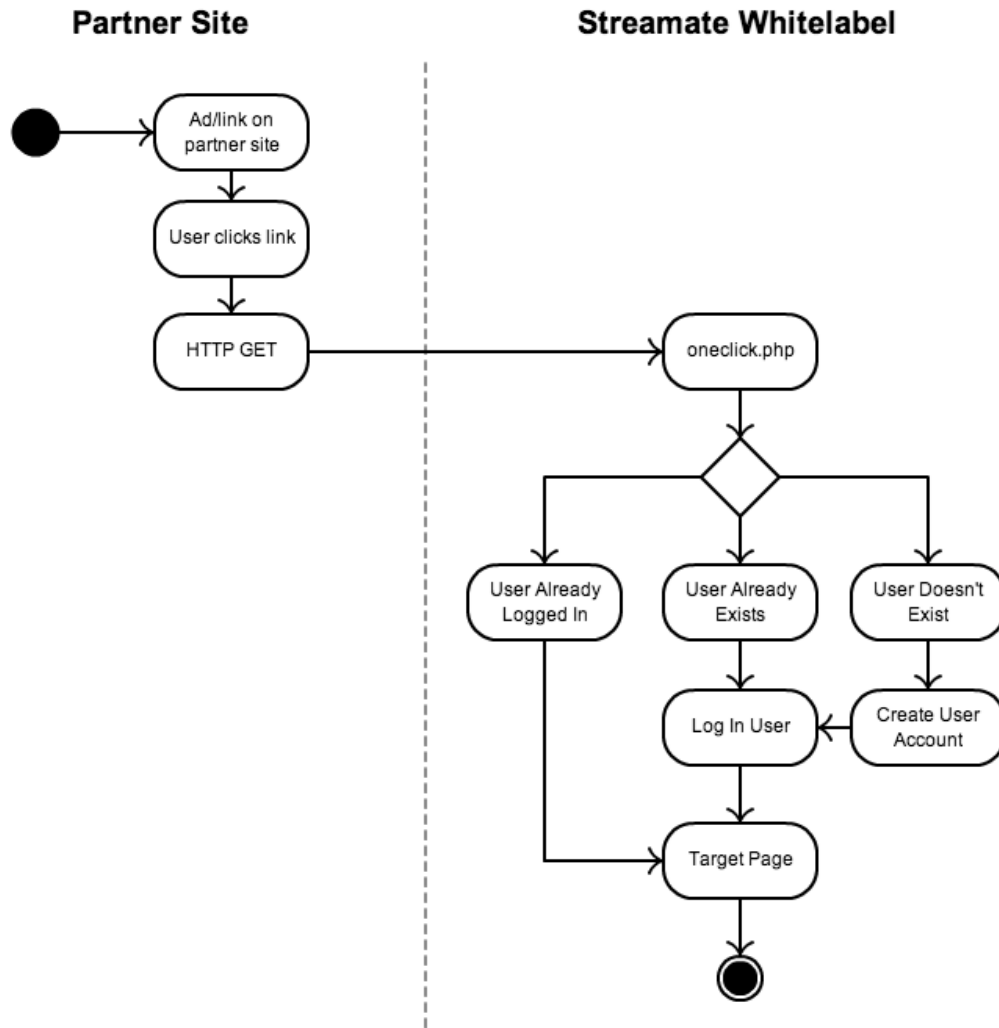 Partner Site
Streamate Whitelabel
Ad/link on
partner site
User clicks link
HTTP GET
oneclick.php
User Already
Logged In
User Already
Exists
User Doesn't
Exist
Log In User
Create User
Account
Target Page